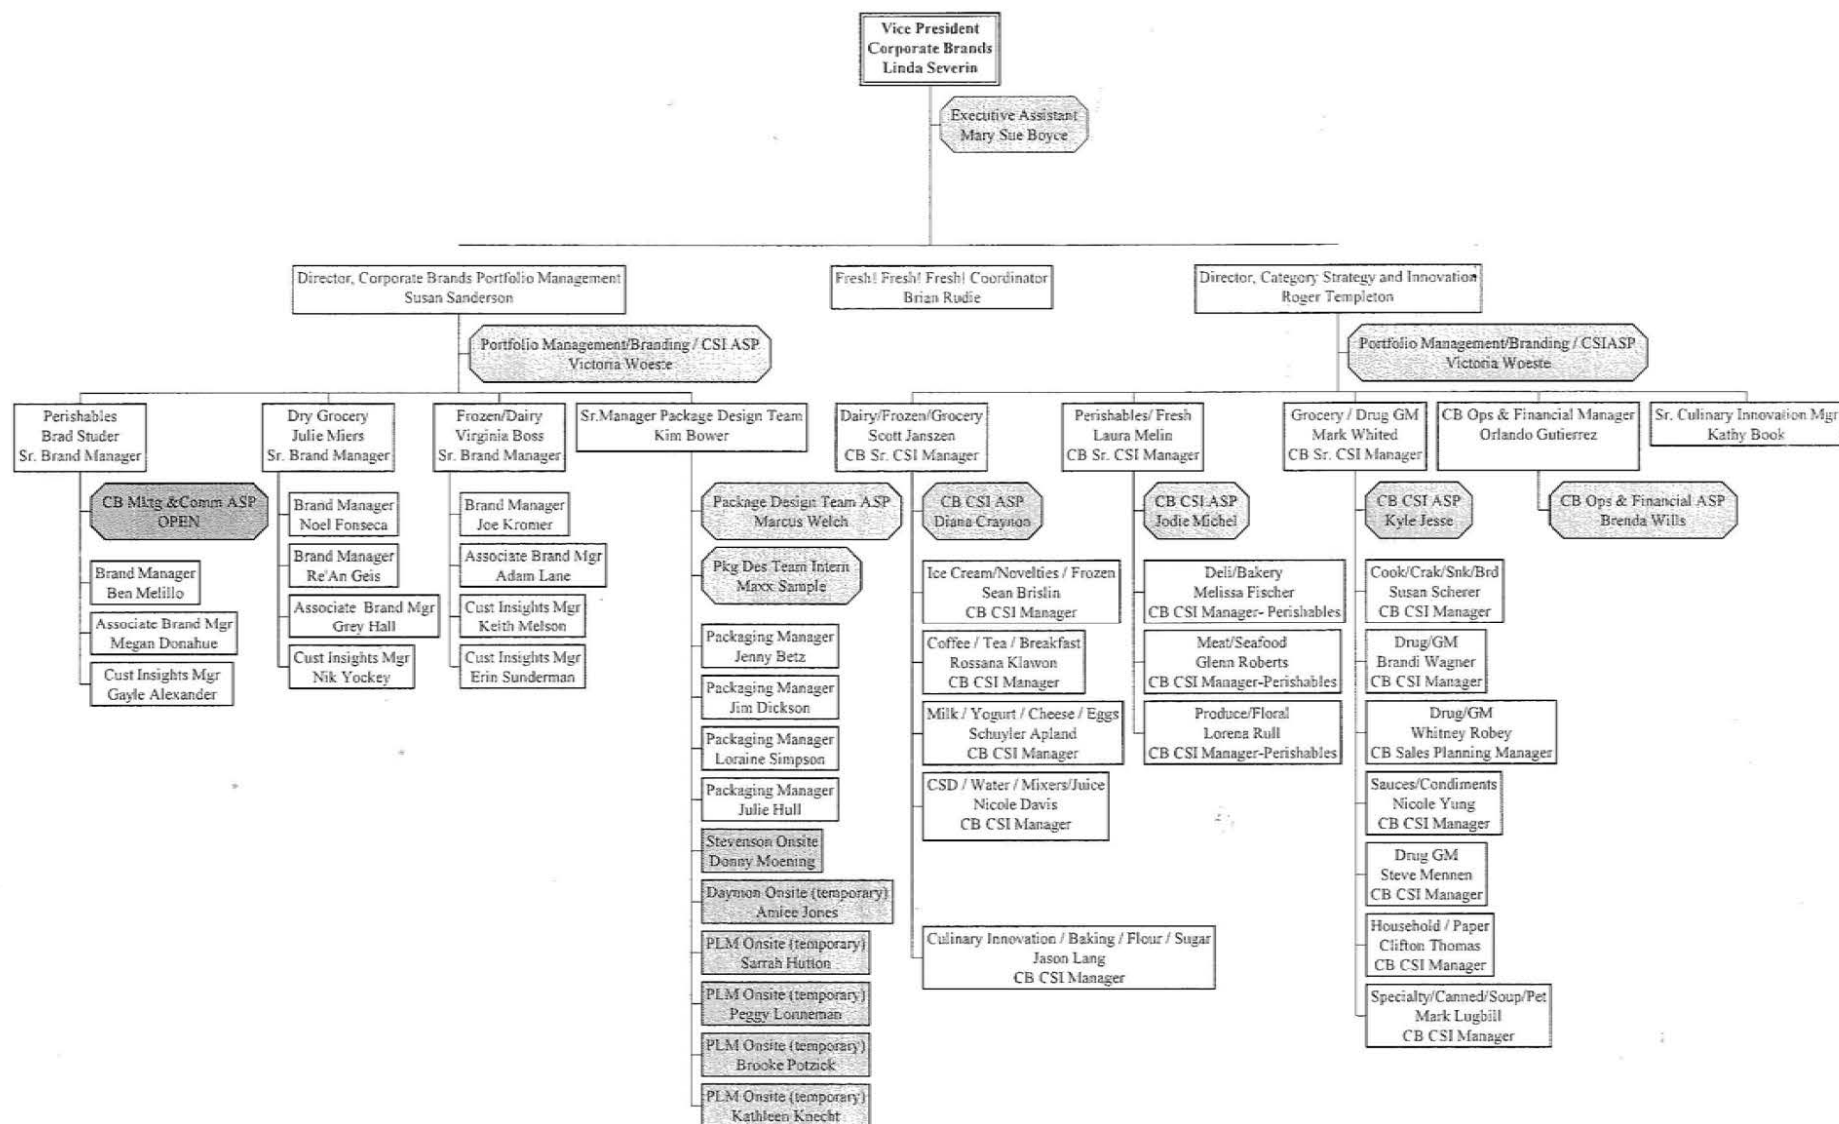 Vice President
Corporate Brands
Linda Severin
Executive Assistant
Mary Sue Boyce
Director, Corporate Brands Portfolio Management
Susan Sanderson
Fresh! Fresh! Fresh! Coordinator
Brian Rudie
Director, Category Strategy and Innovation
Roger Templeton
Portfolio Management/Branding / CSI ASP
Victoria Woeste
Portfolio Management/Branding / CSIASP
Victoria Woeste
Perishables
Brad Studer
Sr. Brand Manager
Dry Grocery
Julie Miers
Sr. Brand Manager
Frozen/Dairy
Virginia Boss
Sr. Brand Manager
Sr.Manager Package Design Team
Kim Bower
Dairy/Frozen/Grocery
Scott Janszen
CB Sr. CSI Manager
Perishables/ Fresh
Laura Melin
CB Sr. CSI Manager
Grocery / Drug GM
Mark Whited
CB Sr. CSI Manager
CB Ops & Financial Manager
Orlando Gutierrez
Sr. Culinary Innovation Mgr
Kathy Book
CB Mktg &Comm ASP
OPEN
Brand Manager
Ben Melillo
Associate Brand Mgr
Megan Donahue
Cust Insights Mgr
Gayle Alexander
Brand Manager
Noel Fonseca
Brand Manager
Re'An Geis
Associate Brand Mgr
Grey Hall
Cust Insights Mgr
Nik Yockey
Brand Manager
Joe Kromer
Associate Brand Mgr
Adam Lane
Cust Insights Mgr
Keith Melson
Cust Insights Mgr
Erin Sunderman
Package Design Team ASP
Marcus Welch
Pkg Des Team Intern
Maxx Sample
Packaging Manager
Jenny Betz
Packaging Manager
Jim Dickson
Packaging Manager
Loraine Simpson
Packaging Manager
Julie Hull
Stevenson Onsite
Donny Moening
Daymon Onsite (temporary)
Amiee Jones
PLM Onsite (temporary)
Sarrah Hutton
PLM Onsite (temporary)
Peggy Lonneman
PLM Onsite (temporary)
Brooke Potzick
PLM Onsite (temporary)
Kathleen Knecht
CB CSI ASP
Diana Craynon
Ice Cream/Novelties / Frozen
Sean Brislin
CB CSI Manager
Coffee / Tea / Breakfast
Rossana Klawon
CB CSI Manager
Milk / Yogurt / Cheese / Eggs
Schuyler Apland
CB CSI Manager
CSD / Water / Mixers/Juice
Nicole Davis
CB CSI Manager
Culinary Innovation / Baking / Flour / Sugar
Jason Lang
CB CSI Manager
CB CSI ASP
Jodie Michel
Deli/Bakery
Melissa Fischer
CB CSI Manager- Perishables
Meat/Seafood
Glenn Roberts
CB CSI Manager-Perishables
Produce/Floral
Lorena Rull
CB CSI Manager-Perishables
CB CSI ASP
Kyle Jesse
Cook/Crak/Snk/Brd
Susan Scherer
CB CSI Manager
Drug/GM
Brandi Wagner
CB CSI Manager
Drug/GM
Whitney Robey
CB Sales Planning Manager
Sauces/Condiments
Nicole Yung
CB CSI Manager
Drug GM
Steve Mennen
CB CSI Manager
Household / Paper
Clifton Thomas
CB CSI Manager
Specialty/Canned/Soup/Pet
Mark Lugbill
CB CSI Manager
CB Ops & Financial ASP
Brenda Wills